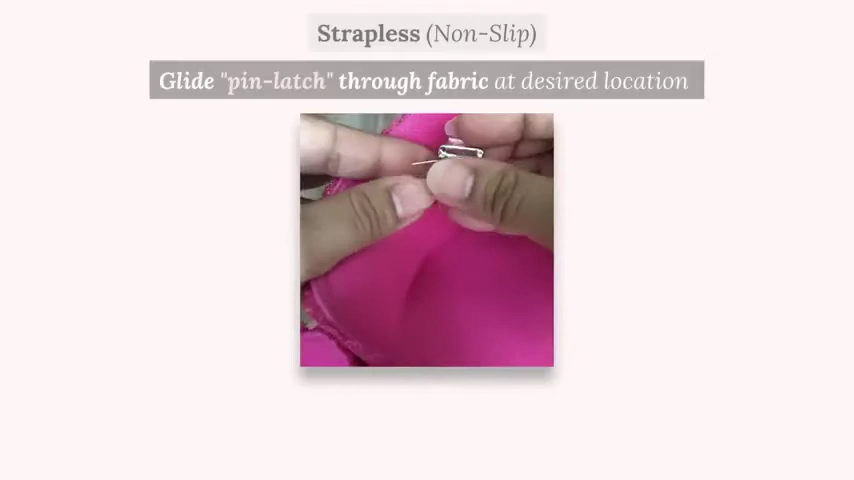 Strapless (Non-Slip)
Glide "pin-latch" through fabric at desired location